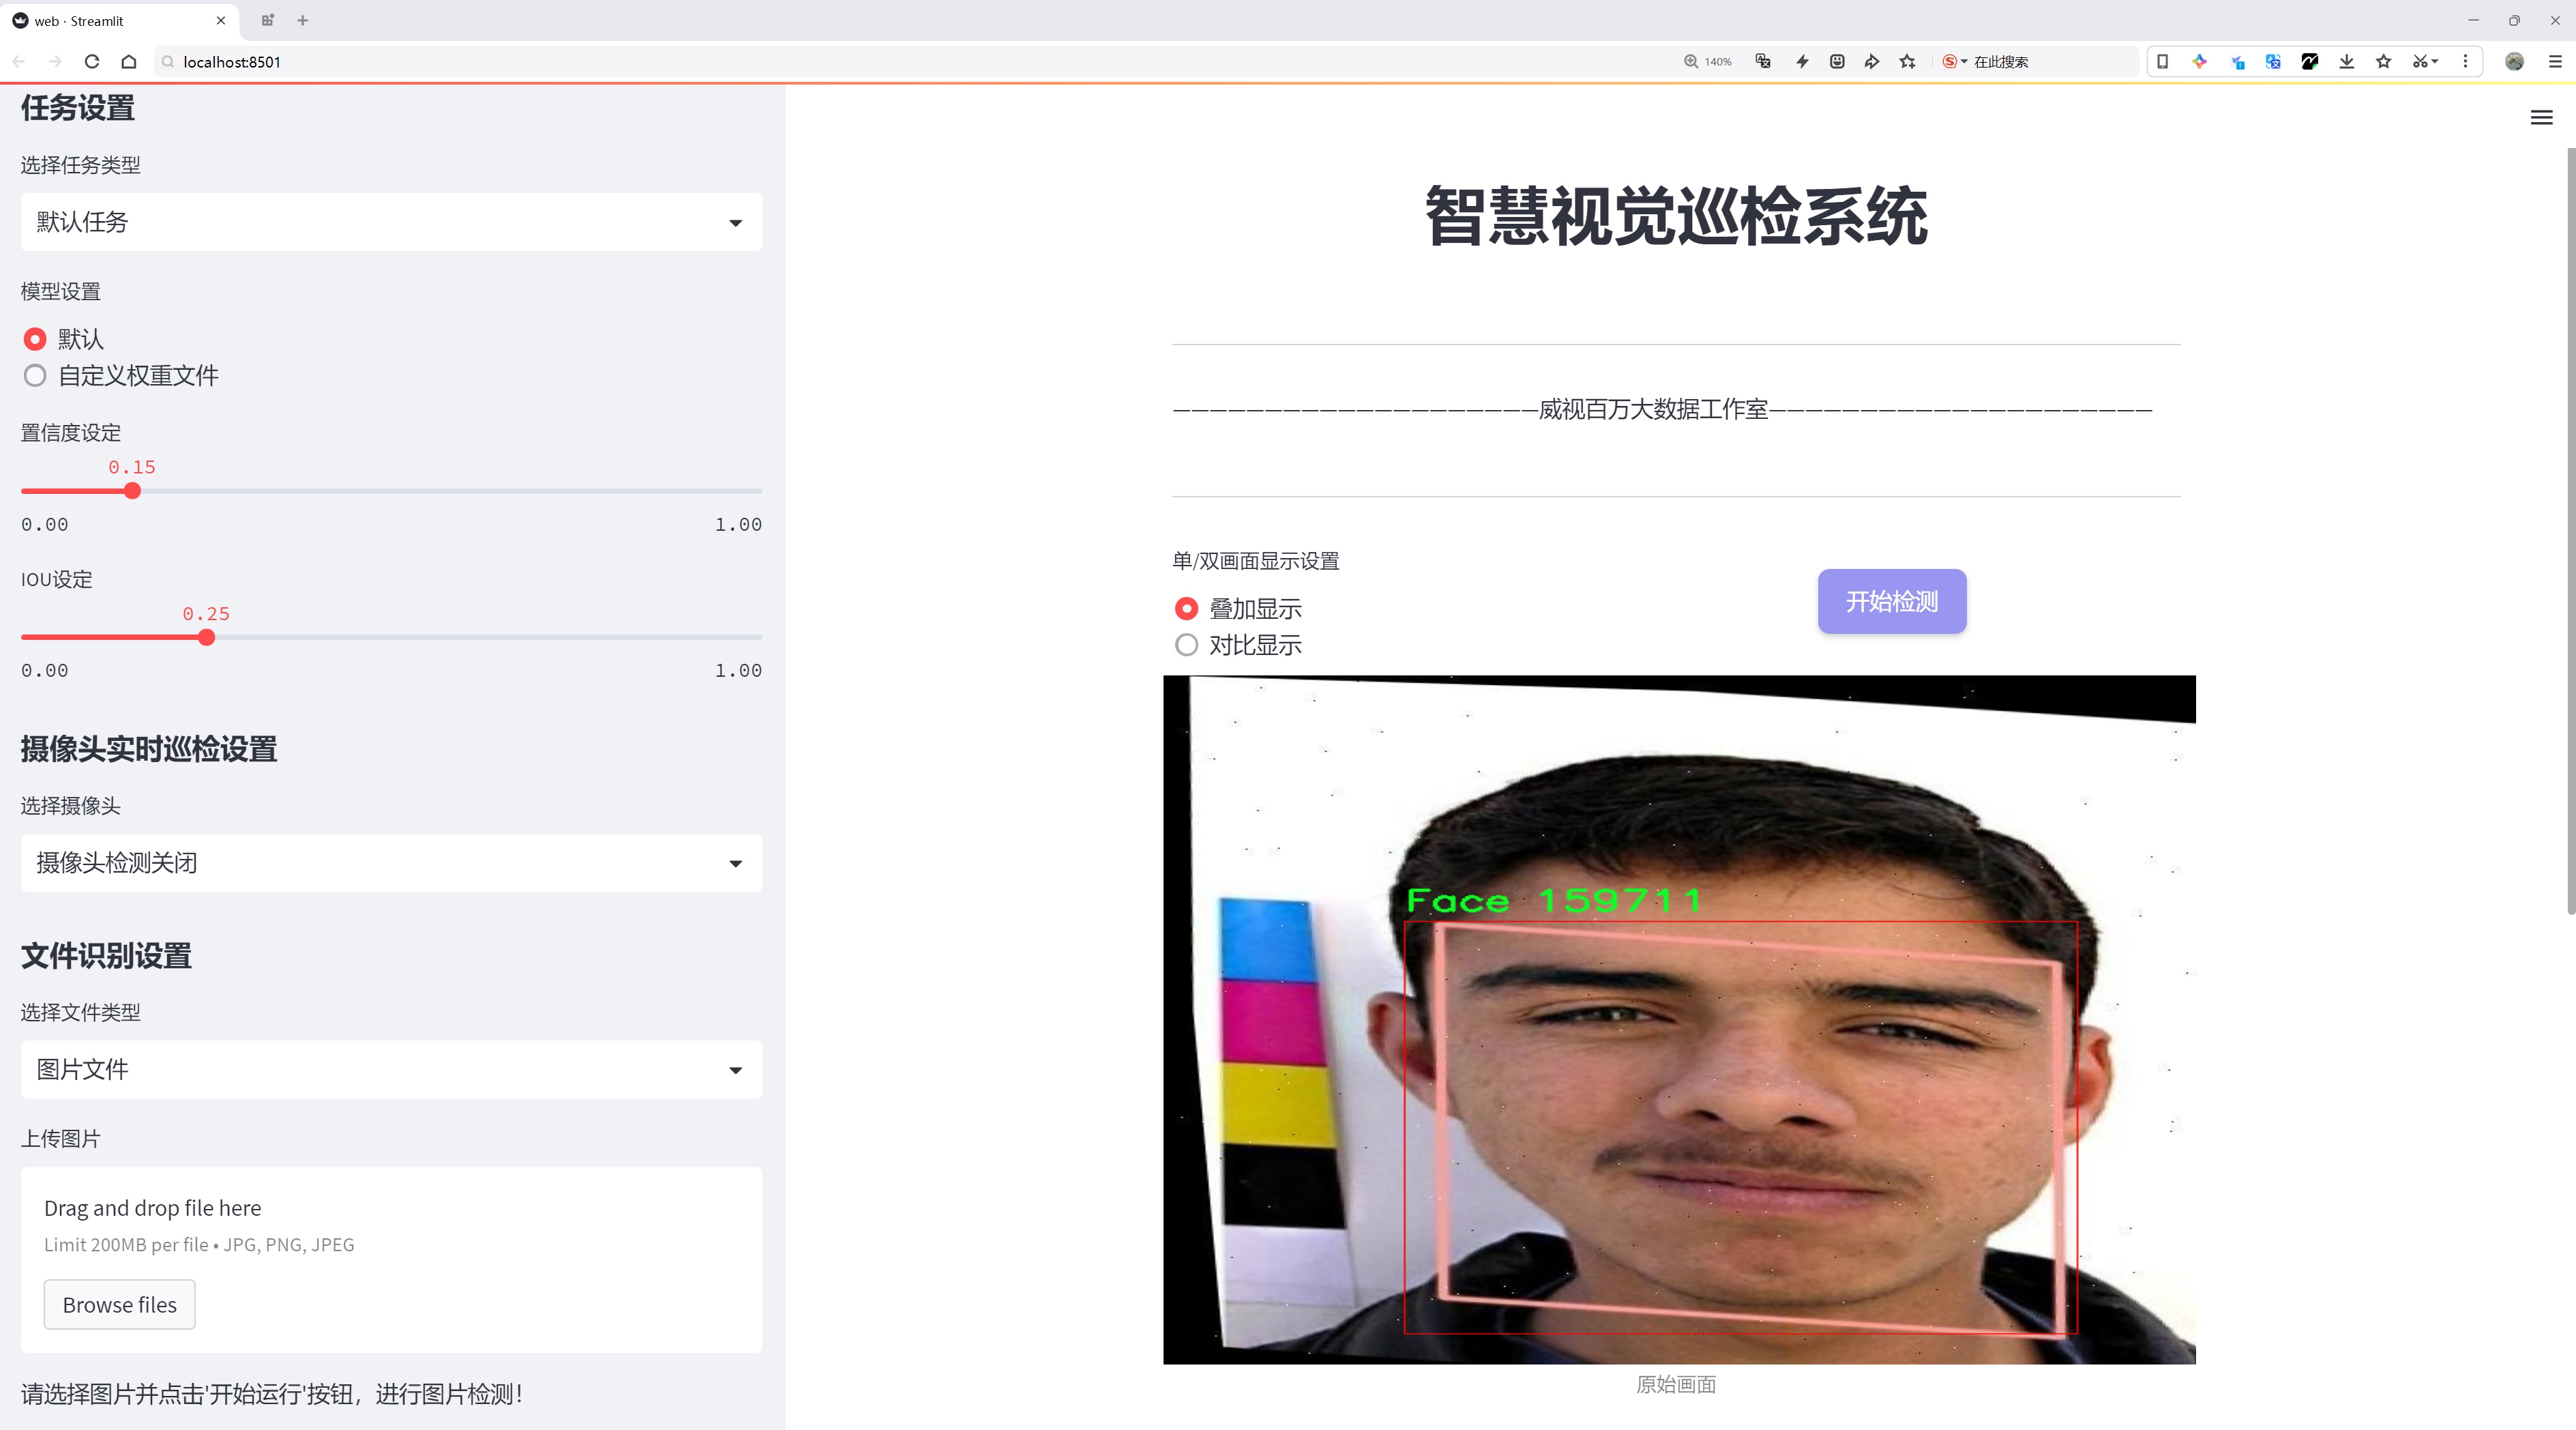 web · Streamlit
localhost:8501
140%
在此搜索
任务设置
选择任务类型
默认任务
模型设置
默认
自定义权重文件
置信度设定
0.15
0.00
1.00
IOU设定
0.25
0.00
1.00
摄像头实时巡检设置
选择摄像头
摄像头检测关闭
文件识别设置
选择文件类型
图片文件
上传图片
Drag and drop file here
Limit 200MB per file • JPG, PNG, JPEG
Browse files
请选择图片并点击'开始运行'按钮，进行图片检测！
智慧视觉巡检系统
—————————————————————威视百万大数据工作室—————————————————————
单/双画面显示设置
叠加显示
对比显示
开始检测
Face 159711
原始画面